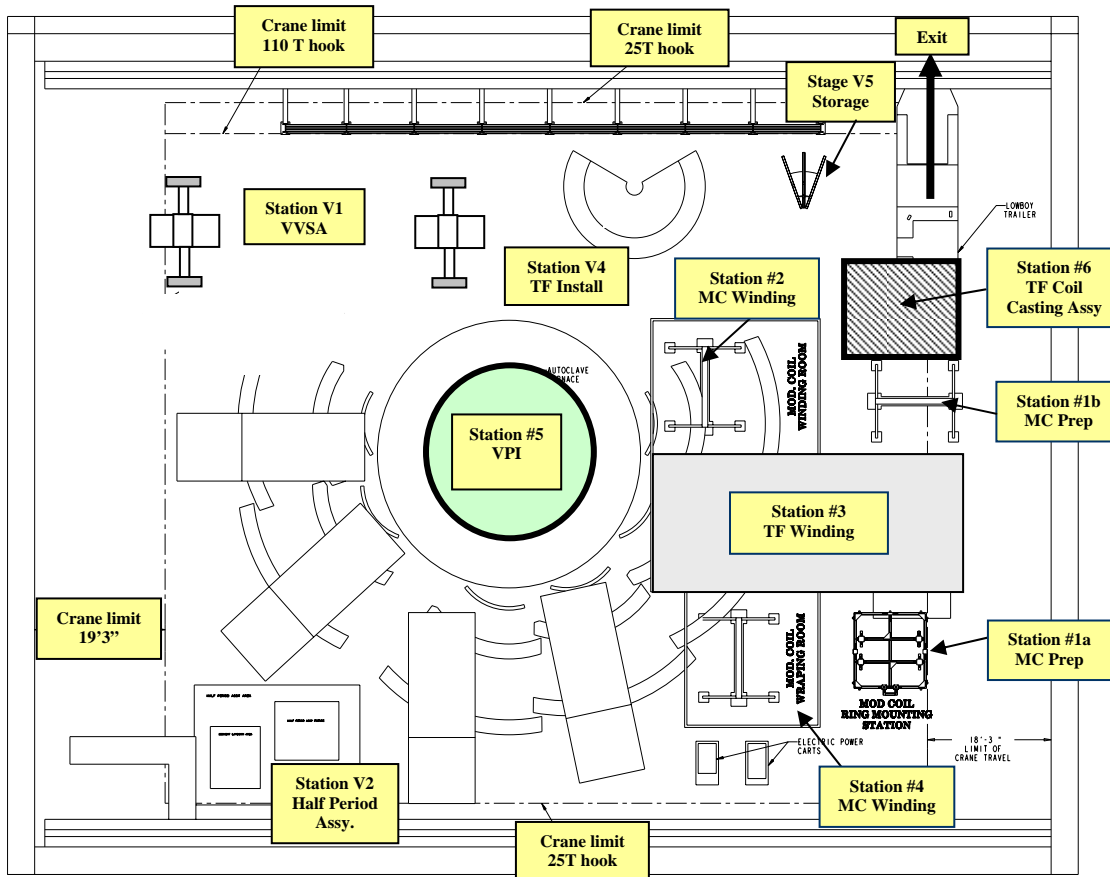 Crane limit
110 T hook
Crane limit
25T hook
Exit
Stage V5
Storage
Station V1
VVSA
LOWBOY
TRAILER
Station V4
TF Install
Station #2
MC Winding
Station #6
TF Coil
Casting Assy
MOD. COIL
WINDING ROOM
AUTOCLAVE
Station #1b
MC Prep
Station #5
VPI
Station #3
TF Winding
Crane limit
19'3"
Station #1a
MC Prep
MOD. COIL
WRAPING ROOM
MOD COIL
RING MOUNTING
STATION
18'-3"
LIMIT OF
CRANE TRAVEL
ELECTRIC POWER
CARTS
Station V2
Half Period
Assy.
Station #4
MC Winding
Crane limit
25T hook